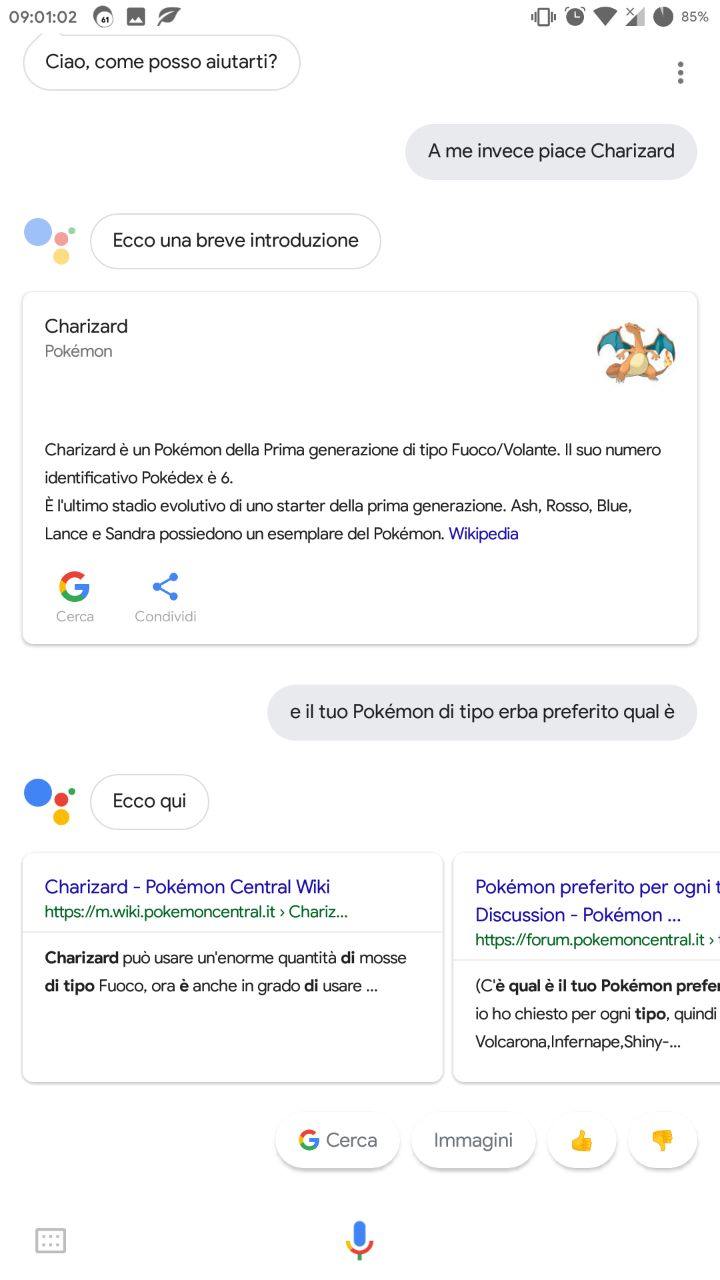 09:01:02
61
85%
Ciao, come posso aiutarti?
A me invece piace Charizard
Ecco una breve introduzione
Charizard
Pokémon
Charizard è un Pokémon della Prima generazione di tipo Fuoco/Volante. Il suo numero
identificativo Pokédex è 6.
È l'ultimo stadio evolutivo di uno starter della prima generazione. Ash, Rosso, Blue,
Lance e Sandra possiedono un esemplare del Pokémon. Wikipedia
Cerca
Condividi
e il tuo Pokémon di tipo erba preferito qual è
Ecco qui
Charizard - Pokémon Central Wiki
https://m.wiki.pokemoncentral.it › Chariz...
Charizard può usare un'enorme quantità di mosse
di tipo Fuoco, ora è anche in grado di usare ...
Pokémon preferito per ogni t
Discussion - Pokémon ...
https://forum.pokemoncentral.it ›
(C'è qual è il tuo Pokémon prefer
io ho chiesto per ogni tipo, quindi
Volcarona,Infernape,Shiny-...
Cerca
Immagini